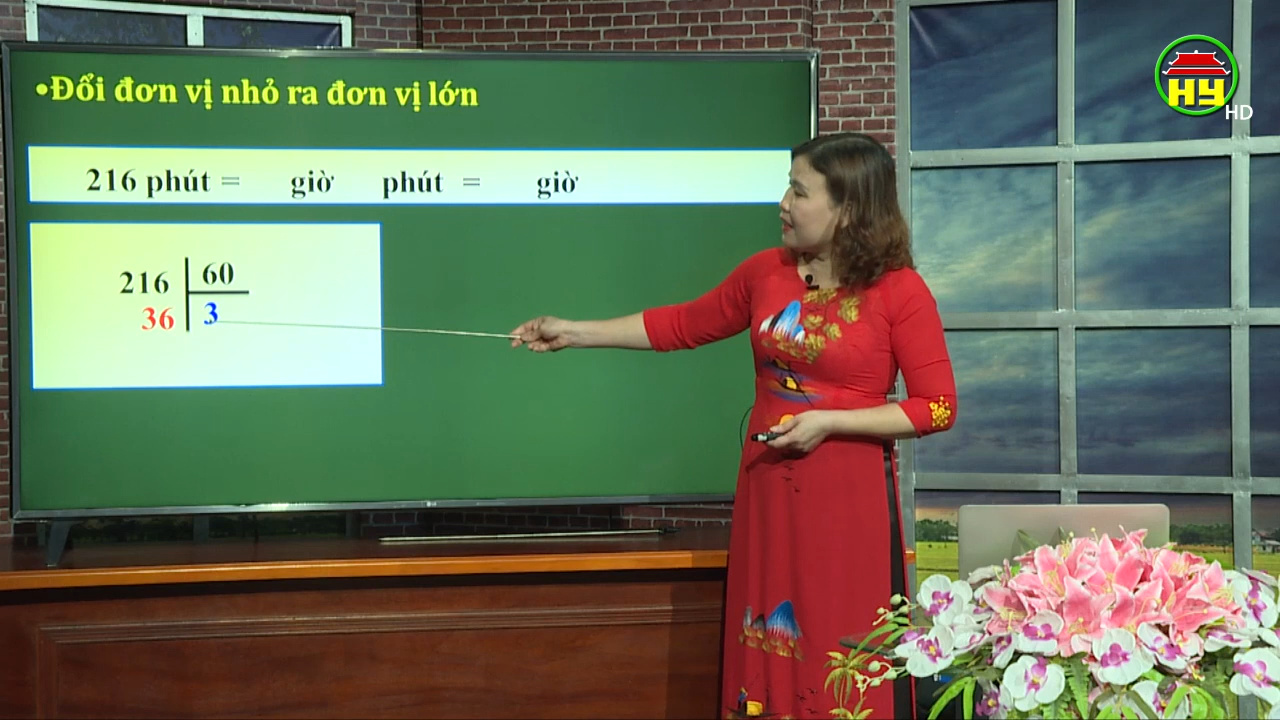 •Đổi đơn vị nhỏ ra đơn vị lớn
216 phút = giờ phút = giờ
216 60
36 3
HY HD